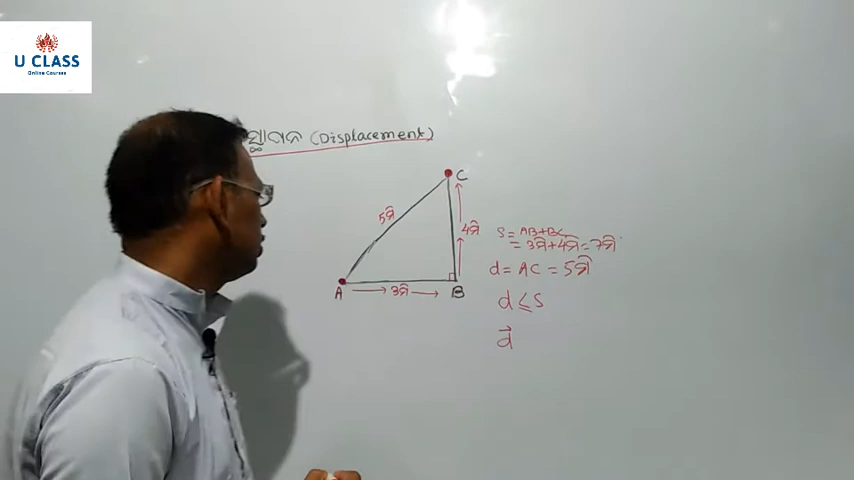 U CLASS
Online Courses
(Displacement)
C
5ମି
4ମି
S = AB+BC
= 3ମି+4ମି = 7ମି
d = AC = 5ମି
A
3ମି
B
d ≤ S
d⃗